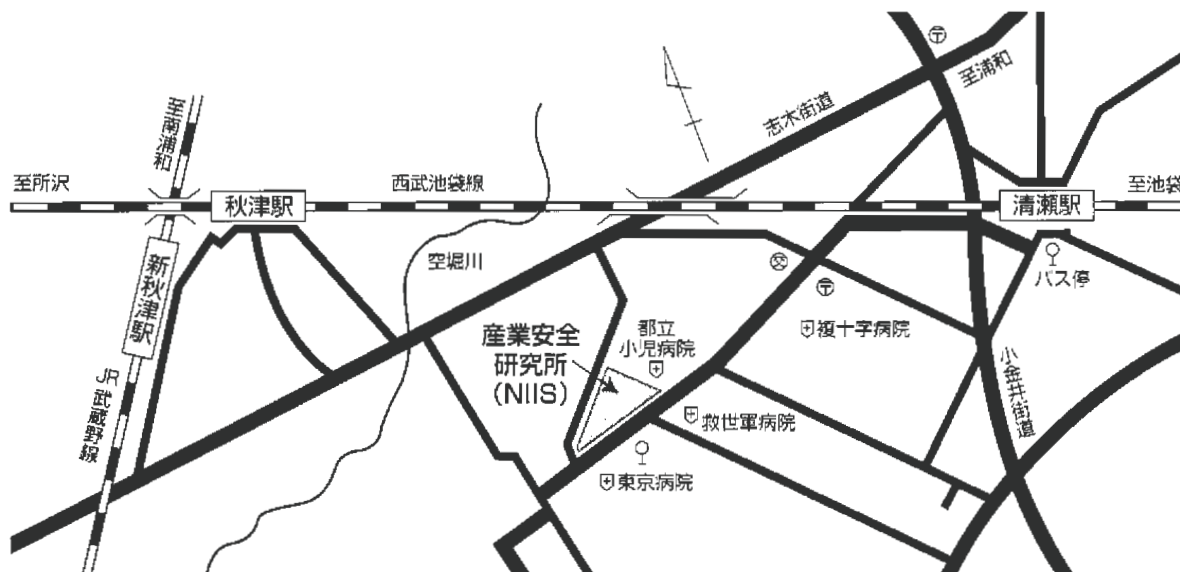 至浦和
志木街道
至南浦和
至所沢
西武池袋線
至池袋
秋津駅
清瀬駅
新秋津駅
空堀川
バス停
産業安全
研究所
(NIIS)
都立
小児病院
複十字病院
小金井街道
JR武蔵野線
救世軍病院
東京病院